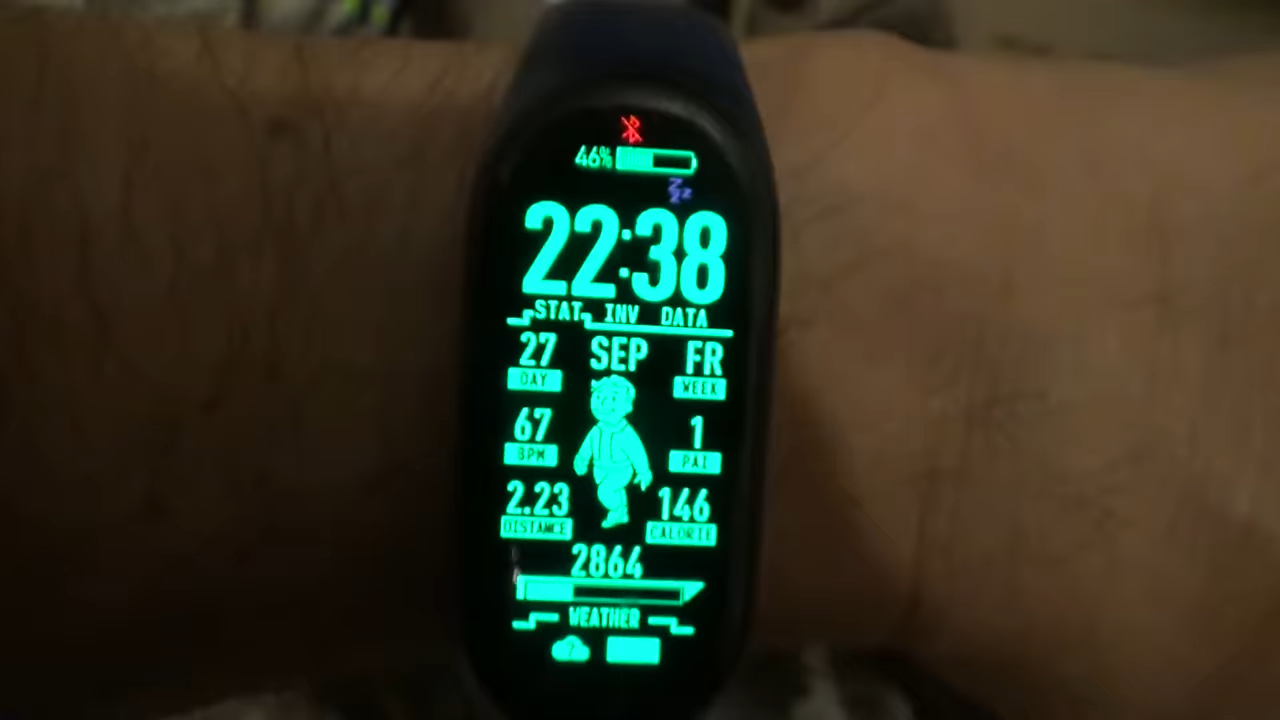 46%
22:38
STAT INV DATA
27 SEP FR
DAY WEEK
67 1
BPM PAI
2.23 146
DISTANCE CALORIE
2864
WEATHER